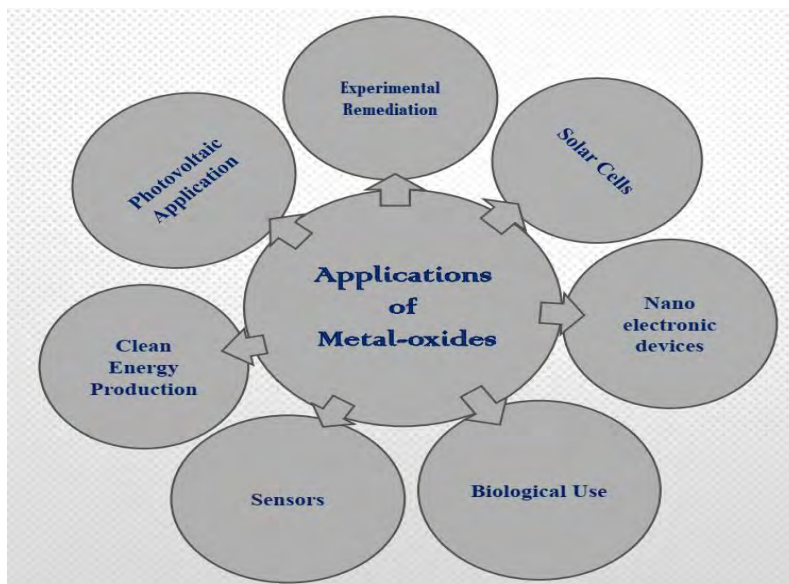 Experimental
Remediation
Solar Cells
Photovoltaic
Application
Applications
of
Metal-oxides
Nano
electronic
devices
Clean
Energy
Production
Sensors
Biological Use